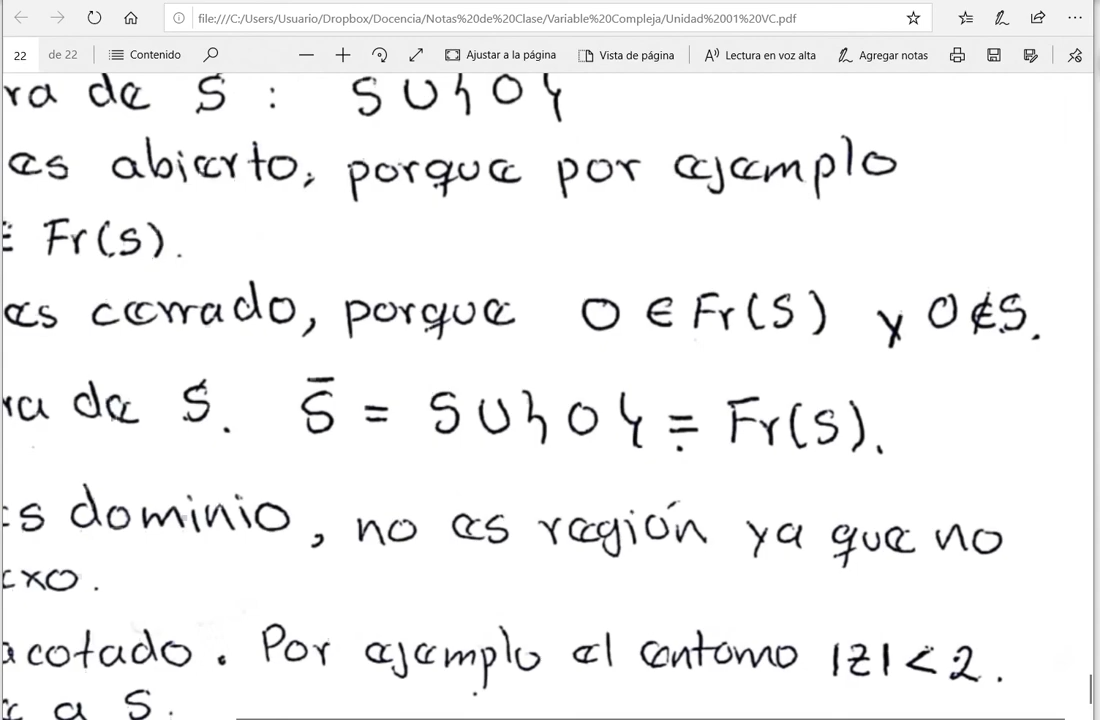 file:///C:/Users/Usuario/Dropbox/Docencia/Notas%20de%20Clase/Variable%20Compleja/Unidad%2001%20VC.pdf
22 de 22 Contenido Ajustar a la página Vista de página Lectura en voz alta Agregar notas
ra de S : S U {0}
es abierto, porque por ejemplo
∈ Fr(S).
es cerrado, porque 0 ∈ Fr(S) y 0 ∉ S.
ra de S. S̄ = S U {0} = Fr(S).
es dominio, no es región ya que no
exo.
acotado. Por ejemplo el entorno |z| < 2.
e a S.